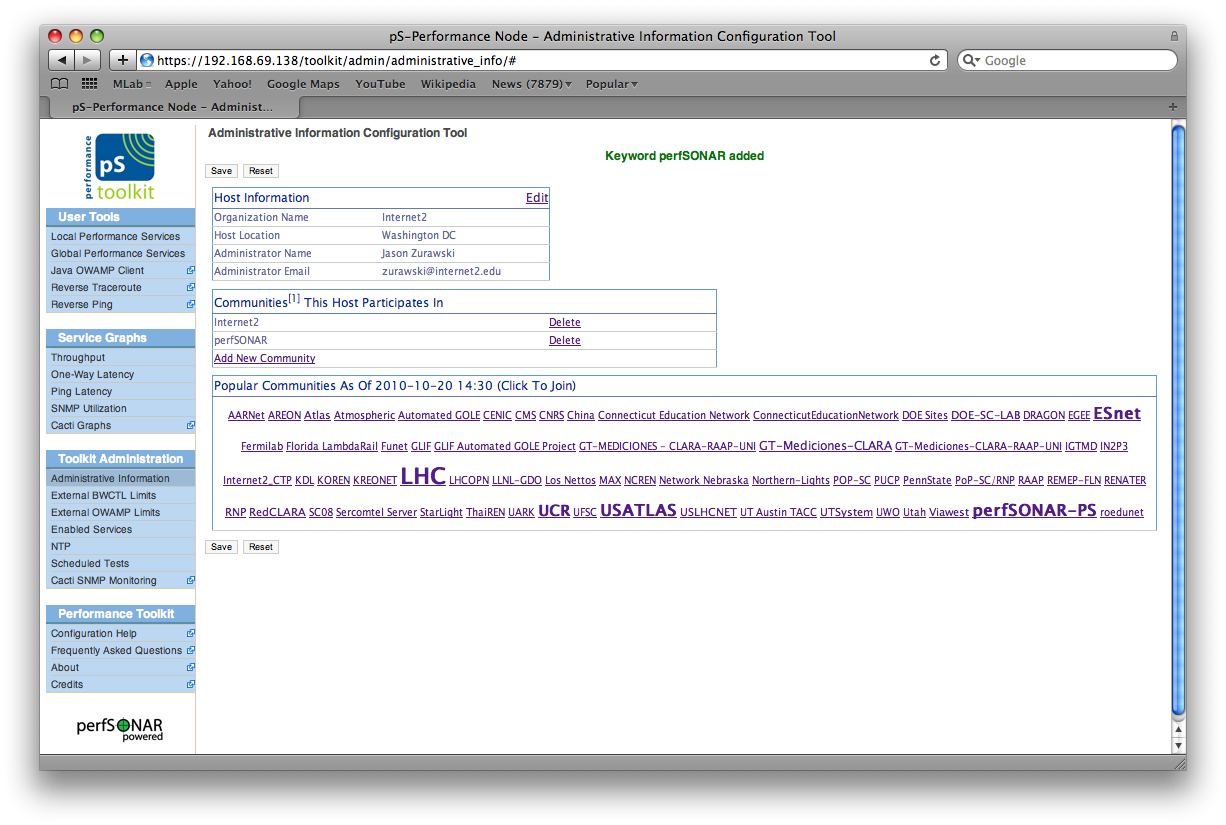 pS-Performance Node - Administrative Information Configuration Tool
https://192.168.69.138/toolkit/admin/administrative_info/#
Google
MLab Apple Yahoo! Google Maps YouTube Wikipedia News (7879) Popular
pS-Performance Node - Administ...
performance
pS
toolkit
User Tools
Local Performance Services
Global Performance Services
Java OWAMP Client
Reverse Traceroute
Reverse Ping
Service Graphs
Throughput
One-Way Latency
Ping Latency
SNMP Utilization
Cacti Graphs
Toolkit Administration
Administrative Information
External BWCTL Limits
External OWAMP Limits
Enabled Services
NTP
Scheduled Tests
Cacti SNMP Monitoring
Performance Toolkit
Configuration Help
Frequently Asked Questions
About
Credits
perfSONAR
powered
Administrative Information Configuration Tool
Keyword perfSONAR added
Save Reset
Host Information Edit
Organization Name Internet2
Host Location Washington DC
Administrator Name Jason Zurawski
Administrator Email zurawski@internet2.edu
Communities[1] This Host Participates In
Internet2 Delete
perfSONAR Delete
Add New Community
Popular Communities As Of 2010-10-20 14:30 (Click To Join)
AARNet AREON Atlas Atmospheric Automated GOLE CENIC CMS CNRS China Connecticut Education Network ConnecticutEducationNetwork DOE Sites DOE-SC-LAB DRAGON EGEE ESnet
Fermilab Florida LambdaRail Funet GLIF GLIF Automated GOLE Project GT-MEDICIONES - CLARA-RAAP-UNI GT-Mediciones-CLARA GT-Mediciones-CLARA-RAAP-UNI IGTMD IN2P3
Internet2_CTP KDL KOREN KREONET LHC LHCOPN LLNL-GDO Los Nettos MAX NCREN Network Nebraska Northern-Lights POP-SC PUCP PennState PoP-SC/RNP RAAP REMEP-FLN RENATER
RNP RedCLARA SC08 Sercomtel Server StarLight ThaiREN UARK UCR UFSC USATLAS USLHCNET UT Austin TACC UTSystem UWO Utah Viawest perfSONAR-PS roedunet
Save Reset